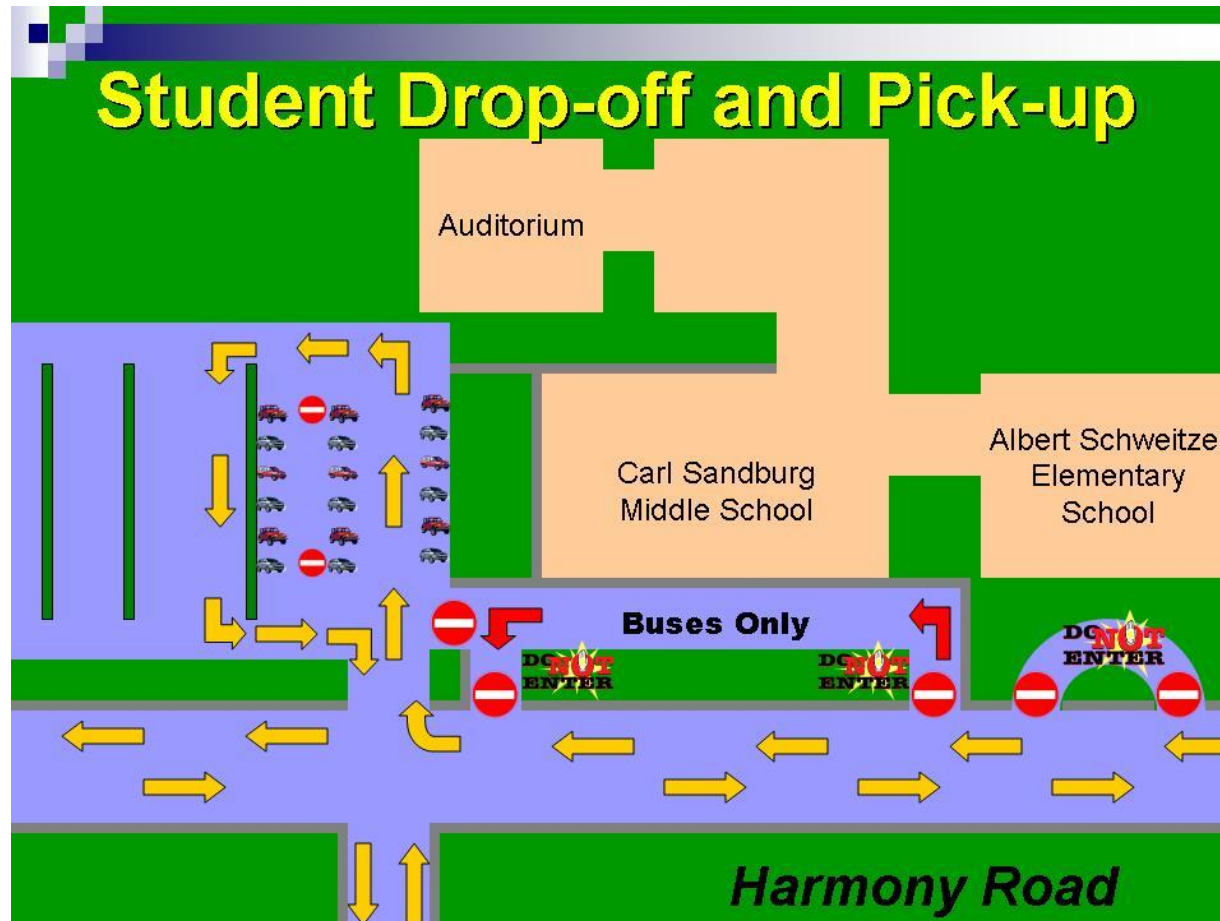 Student Drop-off and Pick-up
Auditorium
Carl Sandburg
Middle School
Albert Schweitze
Elementary
School
Buses Only
DO NOT
ENTER
DO NOT
ENTER
DO NOT
ENTER
Harmony Road